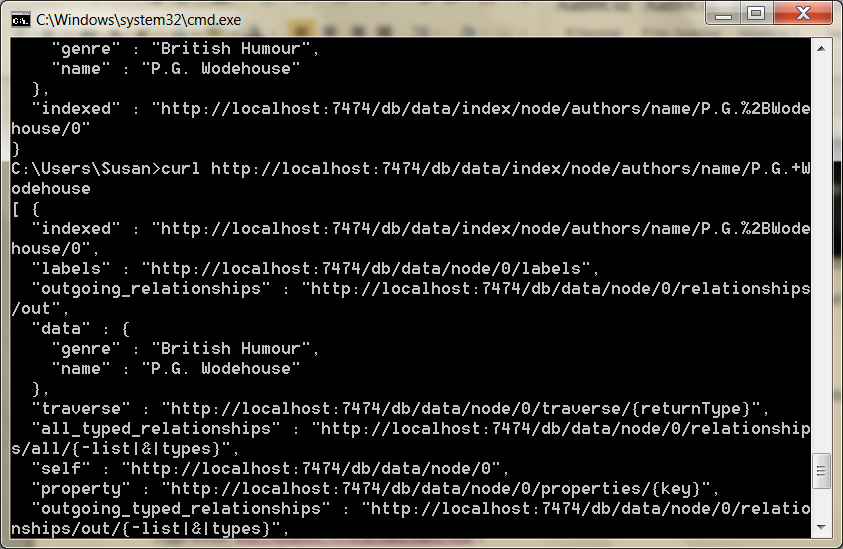 C:\Windows\system32\cmd.exe
"genre" : "British Humour",
"name" : "P.G. Wodehouse"
},
"indexed" : "http://localhost:7474/db/data/index/node/authors/name/P.G.%2BWode
house/0"
}
C:\Users\Susan>curl http://localhost:7474/db/data/index/node/authors/name/P.G.+W
odehouse
[ {
"indexed" : "http://localhost:7474/db/data/index/node/authors/name/P.G.%2BWode
house/0",
"labels" : "http://localhost:7474/db/data/node/0/labels",
"outgoing_relationships" : "http://localhost:7474/db/data/node/0/relationships
/out",
"data" : {
"genre" : "British Humour",
"name" : "P.G. Wodehouse"
},
"traverse" : "http://localhost:7474/db/data/node/0/traverse/{returnType}",
"all_typed_relationships" : "http://localhost:7474/db/data/node/0/relationship
s/all/{-list|&|types}",
"self" : "http://localhost:7474/db/data/node/0",
"property" : "http://localhost:7474/db/data/node/0/properties/{key}",
"outgoing_typed_relationships" : "http://localhost:7474/db/data/node/0/relatio
nships/out/{-list|&|types}",